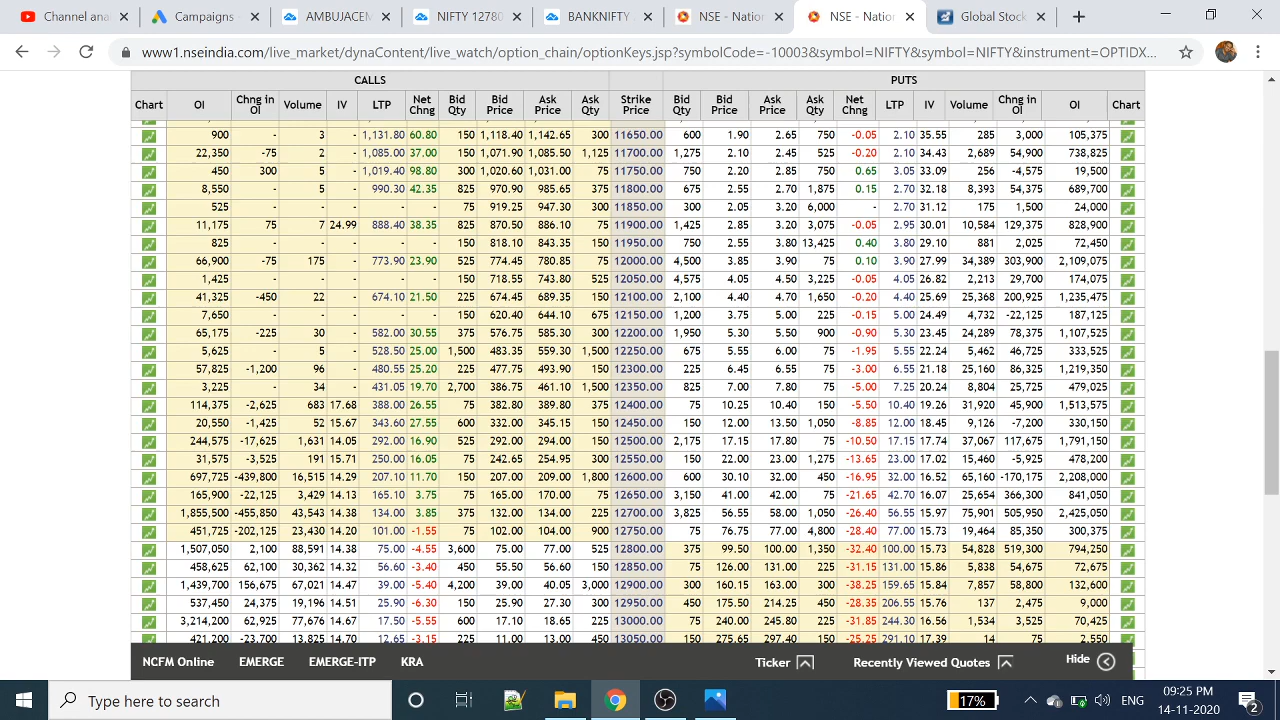 Channel ana
Campaigns
AMBUJACEM
NIFTY 12780
BANKNIFTY
NSE - Nation
NSE - Nation
Global Stock
www1.nseindia.com/live_market/dynaContent/live_watch/option_chain/optionKeys.jsp?symbolCode=-10003&symbol=NIFTY&symbol=NIFTY&instrument=OPTIDX...
CALLS PUTS
Chart OI Chng in OI Volume IV LTP Net Chng Bid Qty Bid Price Ask Price Ask Qty Strike Price Bid Qty Bid Price Ask Price Ask Qty Net Chng LTP IV Volume Chng in OI OI Chart
900 - 3 - 1,131.80 60.80 150 1,118.40 1,142.65 300 11650.00 600 1.90 2.65 750 -0.05 2.10 35.55 285 3,000 105,375
22,350 -75 2 - 1,085.00 37.00 150 1,071.90 1,085.50 1,125 11700.00 1,275 2.10 2.45 525 -0.20 2.10 34.43 2,689 54,900 738,825
450 300 5 - 1,019.40 98.80 300 1,020.60 1,031.00 75 11750.00 750 2.20 2.85 750 0.65 3.05 33.09 256 -4,575 19,500
8,550 - 5 - 990.30 42.35 825 970.90 985.65 375 11800.00 675 2.55 2.70 1,875 0.15 2.70 32.18 8,393 54,375 689,700
525 - - - - - 75 919.25 947.30 300 11850.00 300 2.05 3.20 6,000 - 2.70 31.12 175 1,500 24,000
11,175 75 7 24.99 888.40 38.35 825 870.50 886.10 75 11900.00 1,425 2.85 3.20 3,075 -0.05 2.95 30.01 10,584 129,375 828,900
825 - - - - - 150 818.10 843.35 150 11950.00 750 2.55 3.80 13,425 0.40 3.80 29.10 881 2,025 72,450
66,900 -75 175 - 773.90 23.90 525 774.45 780.85 75 12000.00 4,500 3.85 3.90 75 0.10 3.90 27.99 34,389 303,900 2,109,075
1,425 - - - - - 150 718.55 743.80 525 12050.00 4,575 4.05 4.50 3,225 -0.05 4.05 26.82 2,213 29,700 174,075
41,325 -450 22 - 674.10 21.50 225 674.45 689.35 150 12100.00 2,100 4.40 4.70 1,650 -0.20 4.40 25.69 25,368 200,925 1,235,475
7,650 - - - - - 150 620.40 644.10 675 12150.00 1,200 3.75 5.00 225 -0.15 5.00 24.49 4,732 -22,125 187,125
65,175 -225 30 - 582.00 30.55 375 576.75 585.30 300 12200.00 1,950 5.30 5.50 900 -0.90 5.30 23.45 24,289 17,375 1,107,525
5,625 - 5 - 528.50 25.00 1,500 483.35 559.30 1,500 12250.00 675 5.55 6.00 75 -1.95 5.55 22.24 5,462 46,725 333,525
57,825 -1,200 96 - 480.55 25.20 225 477.75 493.90 150 12300.00 225 6.45 6.55 75 -3.00 6.55 21.18 25,160 86,325 1,219,350
3,225 - 34 - 431.05 19.70 2,700 386.75 461.10 1,500 12350.00 825 7.00 7.80 75 -5.00 7.25 20.24 8,804 25,725 479,025
114,375 -2,625 683 17.68 388.00 26.55 75 382.80 389.80 375 12400.00 75 10.25 10.40 150 -5.50 10.40 19.26 31,920 45,900 1,513,575
20,550 -1,425 52 15.67 343.60 27.55 600 332.00 345.15 150 12450.00 150 12.00 13.50 1,050 -8.85 12.00 18.45 9,126 -7,200 330,150
244,575 -17,625 1,631 14.05 292.00 16.90 525 292.00 294.00 150 12500.00 2,175 17.15 17.80 75 -10.50 17.15 17.74 37,067 117,675 1,791,150
31,575 -3,525 191 15.71 250.00 16.05 75 242.65 254.95 300 12550.00 150 22.00 23.00 1,275 -13.65 23.00 17.02 15,460 -5,925 478,200
697,725 -439,800 16,515 14.29 207.10 11.70 225 207.00 209.00 1,800 12600.00 600 30.10 32.00 450 -16.95 32.00 16.52 65,160 -170,175 2,208,000
165,900 -22,125 3,429 14.13 165.10 3.75 75 165.00 170.00 75 12650.00 3,150 41.00 42.00 75 -21.65 42.70 16.07 25,654 366,300 841,050
1,855,500 -455,850 43,543 14.38 134.00 3.85 375 132.00 134.00 225 12700.00 3,825 56.55 58.00 1,050 -26.40 56.55 15.97 75,901 505,950 2,425,050
451,725 -202,125 23,430 14.20 101.00 -1.55 75 102.00 104.00 900 12750.00 75 76.75 77.00 4,800 -28.40 77.00 15.73 19,464 5,350 300,375
1,507,050 2,100 88,591 14.38 75.00 -4.55 3,600 75.00 77.00 525 12800.00 375 99.50 100.00 1,350 -32.40 100.00 15.73 54,828 519,300 794,250
458,625 62,100 30,362 14.32 56.60 -3.40 450 55.50 56.60 150 12850.00 75 126.00 131.00 225 -31.15 131.00 15.86 5,838 54,675 72,675
1,439,700 156,675 67,021 14.47 39.00 -5.40 4,200 39.00 40.05 3,000 12900.00 300 160.15 163.00 300 -38.25 159.65 15.84 7,857 58,800 132,600
537,450 24,375 19,196 14.51 25.90 -6.30 150 25.90 27.30 300 12950.00 450 175.50 214.25 450 -28.35 206.55 15.76 137 2,475 9,000
3,214,200 62,925 77,676 14.67 17.50 -5.55 600 17.10 18.65 225 13000.00 75 240.00 245.80 225 -31.85 244.30 16.56 1,534 3,525 70,425
421,200 -23,700 13,825 14.70 12.65 -3.15 225 11.00 13.00 450 13050.00 150 275.65 297.40 150 -25.25 291.10 17.39 14 75 2,550
NCFM Online EMERGE EMERGE-ITP KRA Ticker Recently Viewed Quotes Hide
Type here to search
17%
ENG
09:25 PM
14-11-2020
2